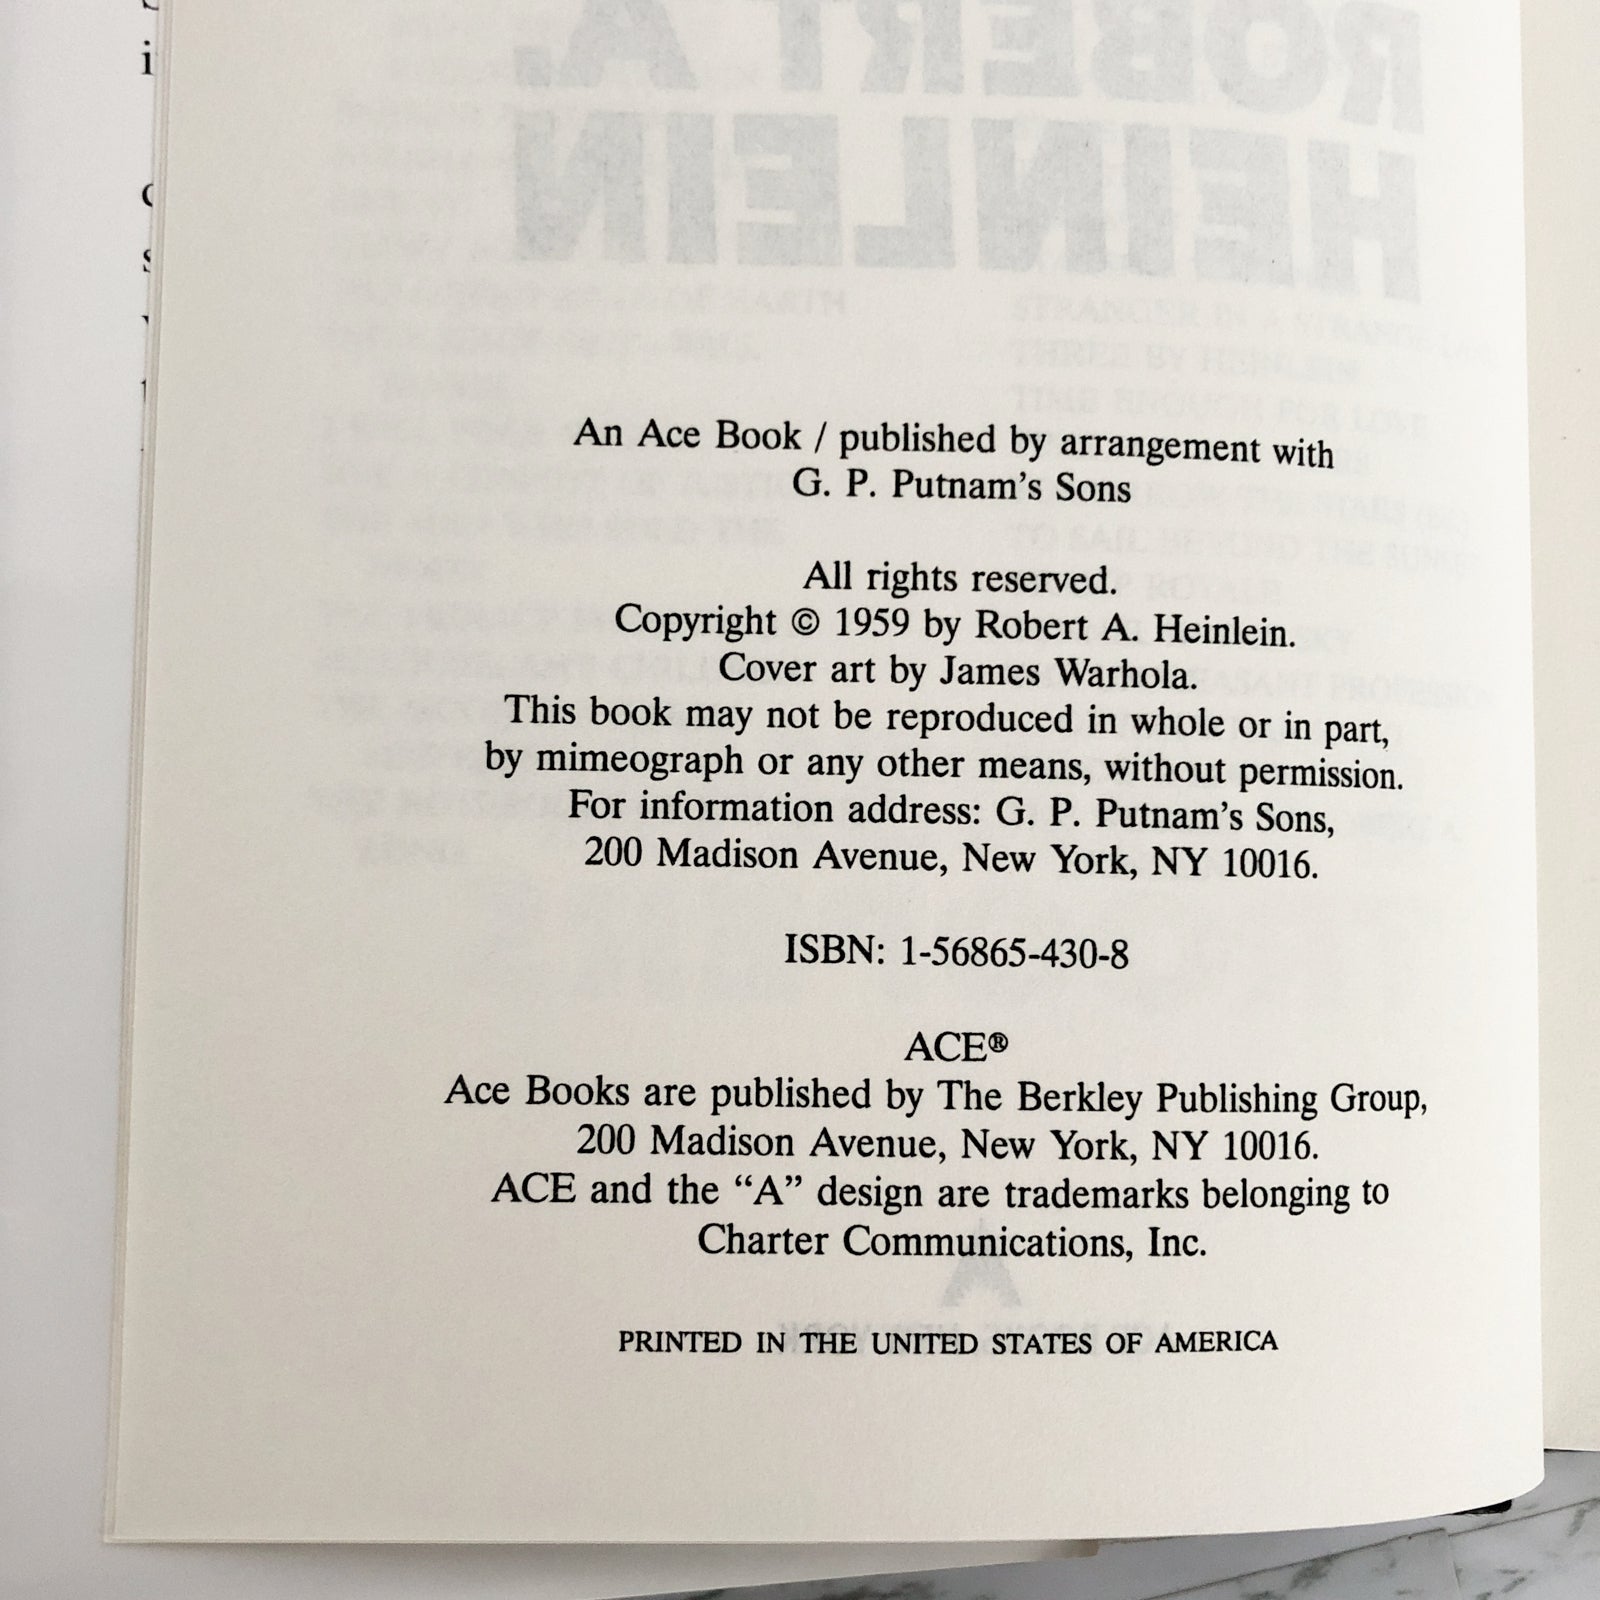 ROBERT A.
HEINLEIN
An Ace Book / published by arrangement with
G. P. Putnam’s Sons
All rights reserved.
Copyright © 1959 by Robert A. Heinlein.
Cover art by James Warhola.
This book may not be reproduced in whole or in part,
by mimeograph or any other means, without permission.
For information address: G. P. Putnam’s Sons,
200 Madison Avenue, New York, NY 10016.
ISBN: 1-56865-430-8
ACE®
Ace Books are published by The Berkley Publishing Group,
200 Madison Avenue, New York, NY 10016.
ACE and the “A” design are trademarks belonging to
Charter Communications, Inc.
PRINTED IN THE UNITED STATES OF AMERICA